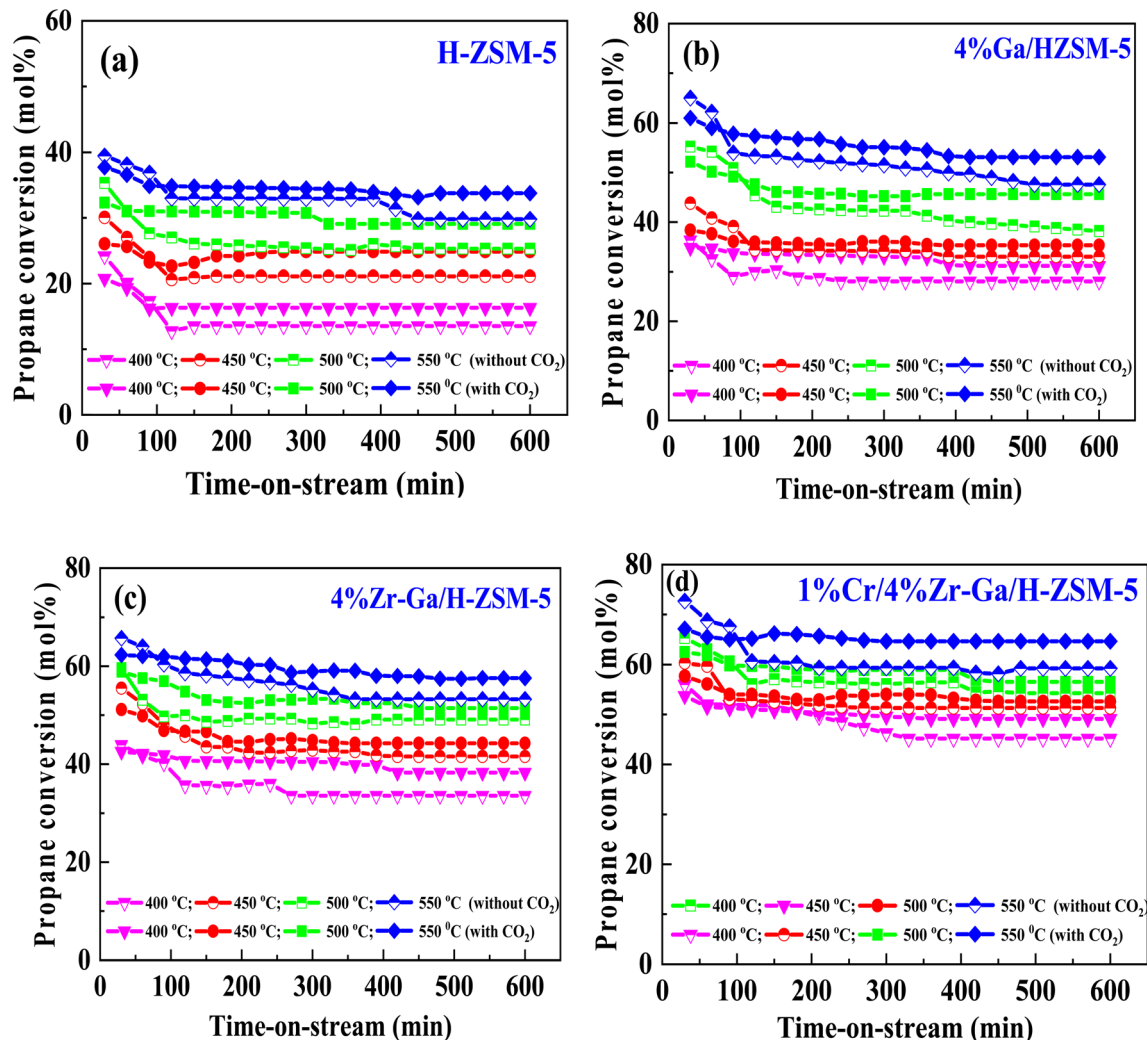 (a)
H-ZSM-5
Propane conversion (mol%)
60
40
20
0
400 °C; 450 °C; 500 °C; 550 °C (without CO₂)
400 °C; 450 °C; 500 °C; 550 ⁰C (with CO₂)
0 100 200 300 400 500 600
Time-on-stream (min)
(b)
4%Ga/HZSM-5
Propane conversion (mol%)
80
60
40
20
0
400 °C; 450 °C; 500 °C; 550 °C (without CO₂)
400 °C; 450 °C; 500 °C; 550 ⁰C (with CO₂)
0 100 200 300 400 500 600
Time-on-stream (min)
(c)
4%Zr-Ga/H-ZSM-5
Propane conversion (mol%)
80
60
40
20
0
400 °C; 450 °C; 500 °C; 550 °C (without CO₂)
400 °C; 450 °C; 500 °C; 550 ⁰C (with CO₂)
0 100 200 300 400 500 600
Time-on-stream (min)
(d)
1%Cr/4%Zr-Ga/H-ZSM-5
Propane conversion (mol%)
80
60
40
20
0
400 °C; 450 °C; 500 °C; 550 °C (without CO₂)
400 °C; 450 °C; 500 °C; 550 ⁰C (with CO₂)
0 100 200 300 400 500 600
Time-on-stream (min)